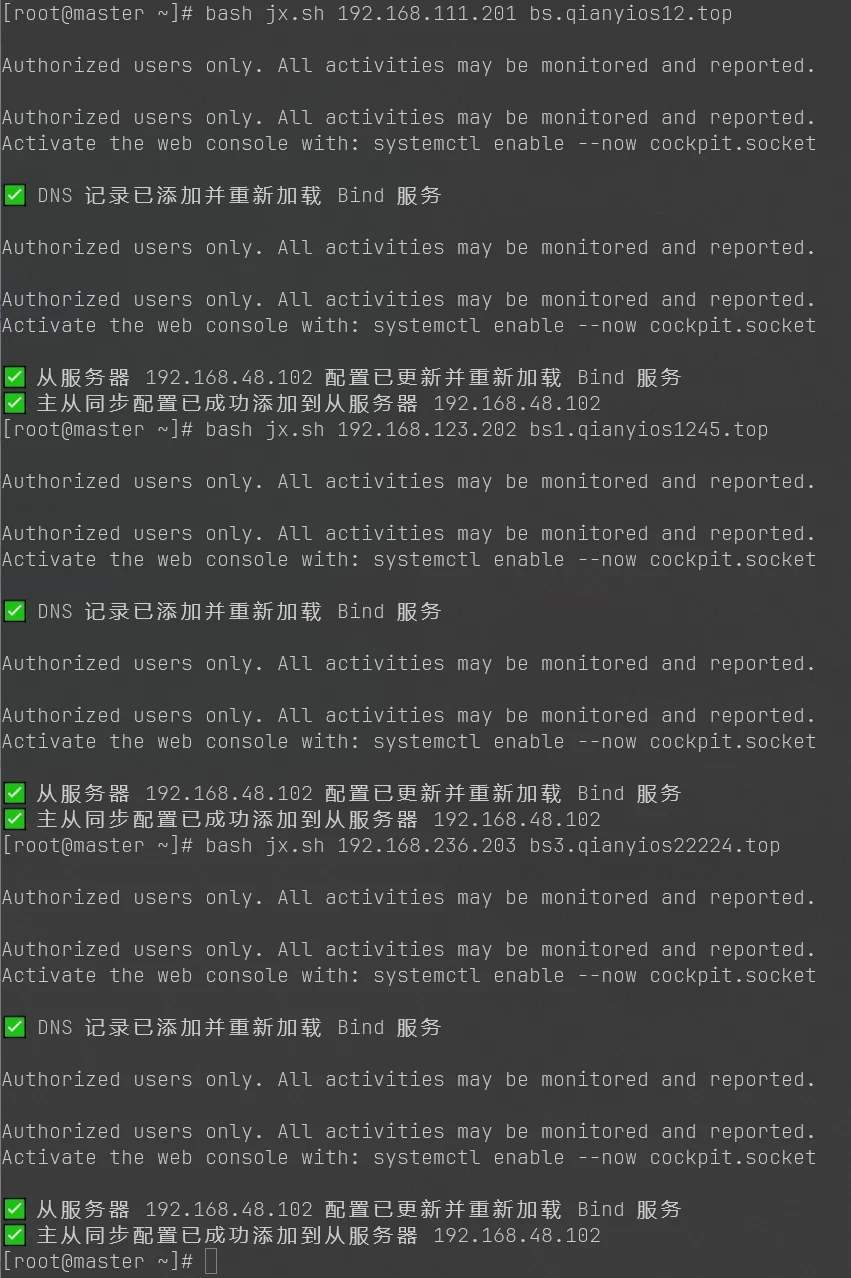 [root@master ~]# bash jx.sh 192.168.111.201 bs.qianyios12.top
Authorized users only. All activities may be monitored and reported.
Authorized users only. All activities may be monitored and reported.
Activate the web console with: systemctl enable --now cockpit.socket
✅ DNS 记录已添加并重新加载 Bind 服务
Authorized users only. All activities may be monitored and reported.
Authorized users only. All activities may be monitored and reported.
Activate the web console with: systemctl enable --now cockpit.socket
✅ 从服务器 192.168.48.102 配置已更新并重新加载 Bind 服务
✅ 主从同步配置已成功添加到从服务器 192.168.48.102
[root@master ~]# bash jx.sh 192.168.123.202 bs1.qianyios1245.top
Authorized users only. All activities may be monitored and reported.
Authorized users only. All activities may be monitored and reported.
Activate the web console with: systemctl enable --now cockpit.socket
✅ DNS 记录已添加并重新加载 Bind 服务
Authorized users only. All activities may be monitored and reported.
Authorized users only. All activities may be monitored and reported.
Activate the web console with: systemctl enable --now cockpit.socket
✅ 从服务器 192.168.48.102 配置已更新并重新加载 Bind 服务
✅ 主从同步配置已成功添加到从服务器 192.168.48.102
[root@master ~]# bash jx.sh 192.168.236.203 bs3.qianyios22224.top
Authorized users only. All activities may be monitored and reported.
Authorized users only. All activities may be monitored and reported.
Activate the web console with: systemctl enable --now cockpit.socket
✅ DNS 记录已添加并重新加载 Bind 服务
Authorized users only. All activities may be monitored and reported.
Authorized users only. All activities may be monitored and reported.
Activate the web console with: systemctl enable --now cockpit.socket
✅ 从服务器 192.168.48.102 配置已更新并重新加载 Bind 服务
✅ 主从同步配置已成功添加到从服务器 192.168.48.102
[root@master ~]#